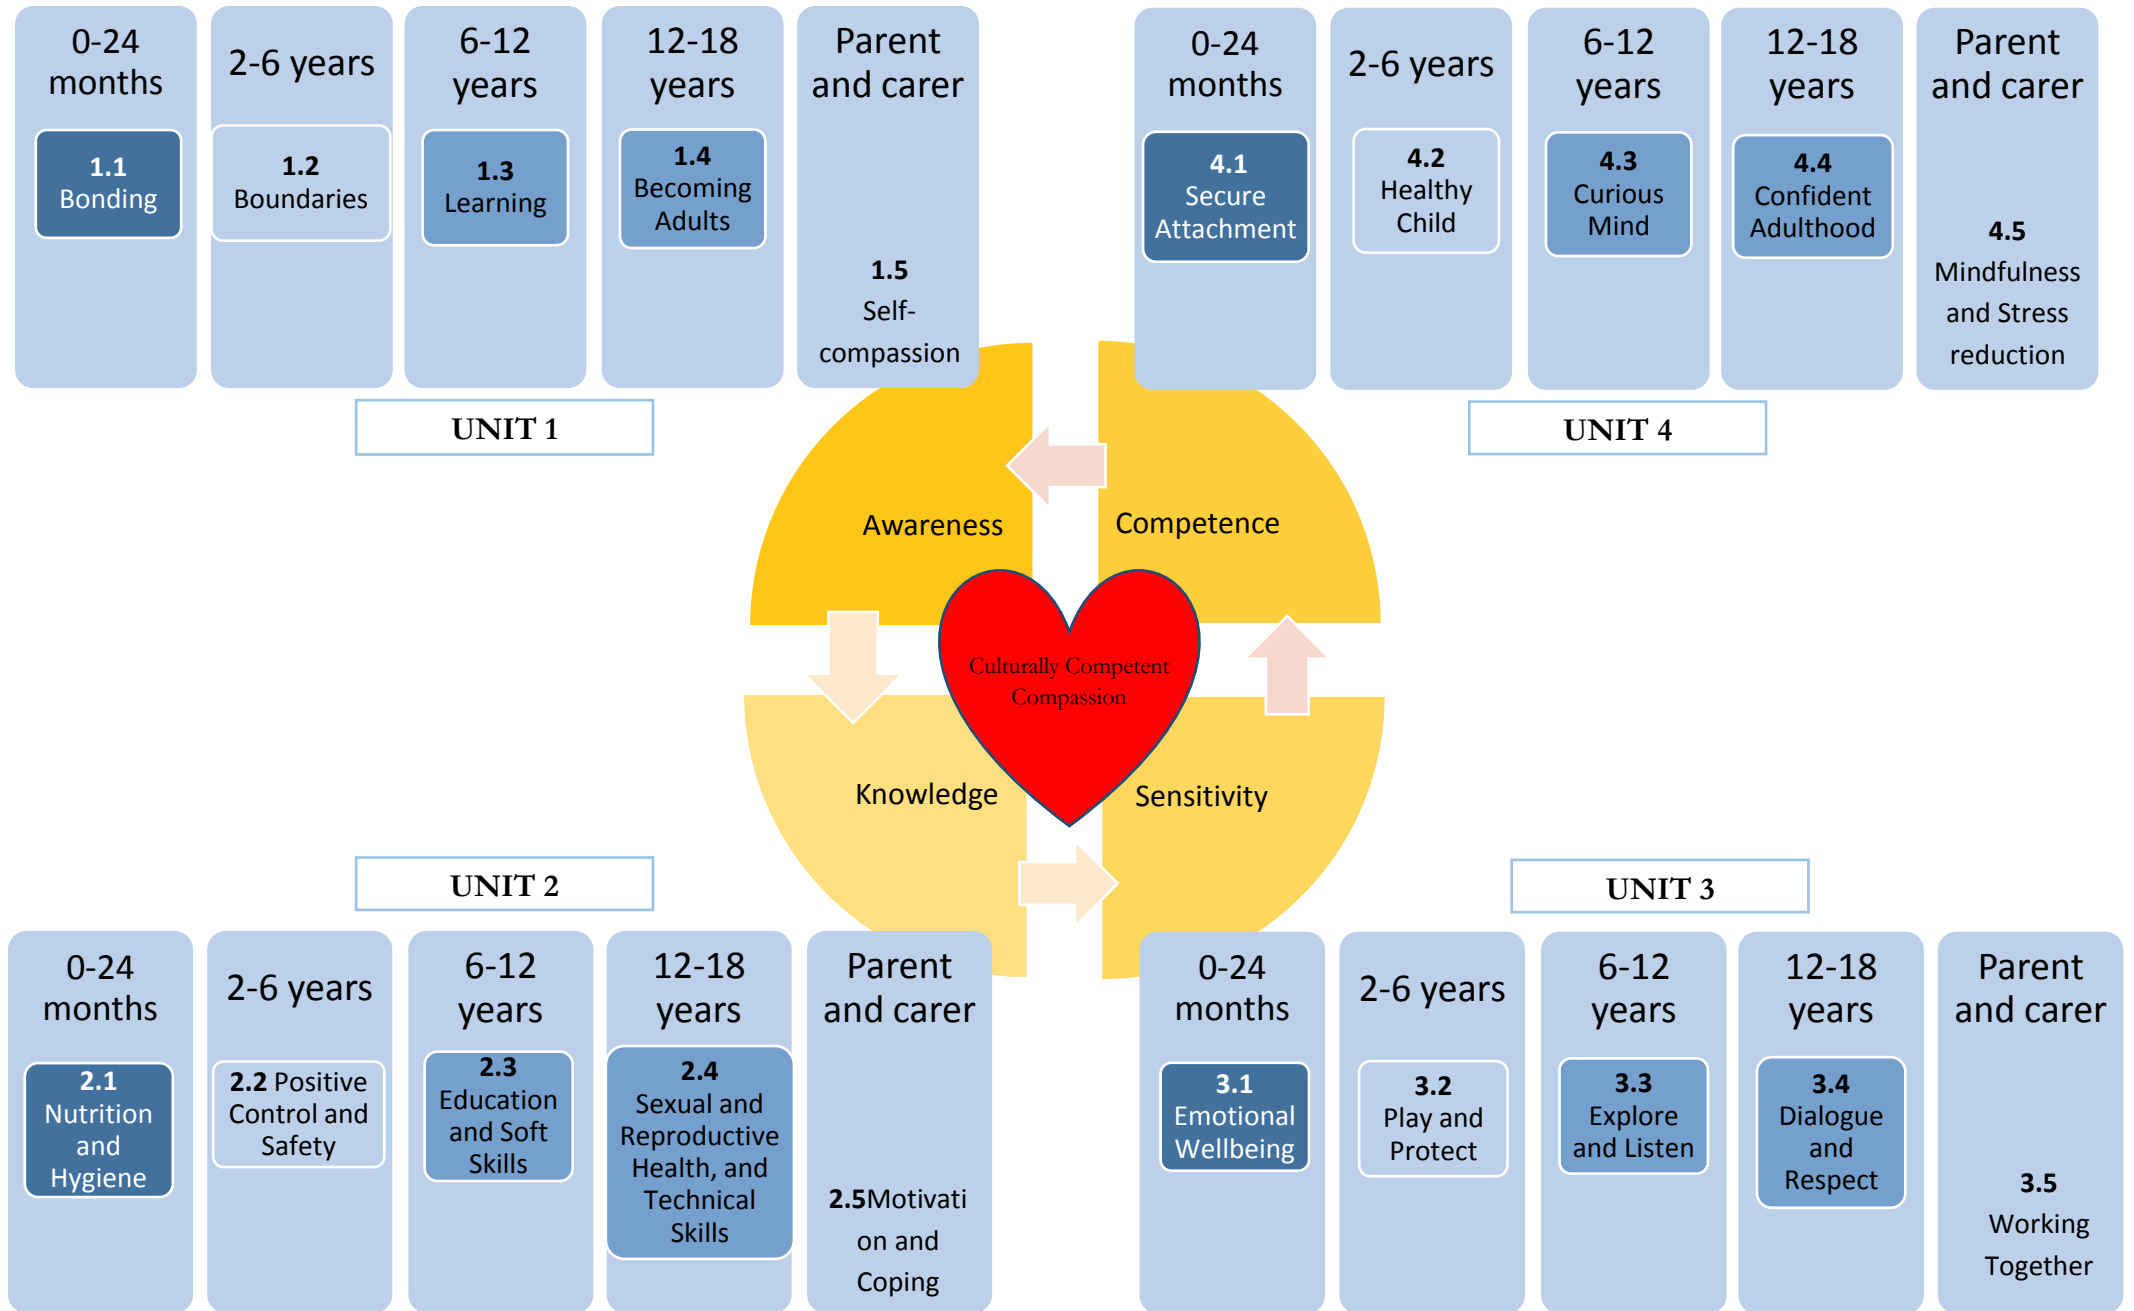 0-24
months
2-6 years
6-12
years
12-18
years
Parent
and carer
1.1
Bonding
1.2
Boundaries
1.3
Learning
1.4
Becoming
Adults
1.5
Self-
compassion
UNIT 1
0-24
months
2-6 years
6-12
years
12-18
years
Parent
and carer
4.1
Secure
Attachment
4.2
Healthy
Child
4.3
Curious
Mind
4.4
Confident
Adulthood
4.5
Mindfulness
and Stress
reduction
UNIT 4
Awareness
Competence
Culturally Competent
Compassion
Knowledge
Sensitivity
UNIT 2
0-24
months
2-6 years
6-12
years
12-18
years
Parent
and carer
2.1
Nutrition
and
Hygiene
2.2 Positive
Control and
Safety
2.3
Education
and Soft
Skills
2.4
Sexual and
Reproductive
Health, and
Technical
Skills
2.5Motivati
on and
Coping
UNIT 3
0-24
months
2-6 years
6-12
years
12-18
years
Parent
and carer
3.1
Emotional
Wellbeing
3.2
Play and
Protect
3.3
Explore
and Listen
3.4
Dialogue
and
Respect
3.5
Working
Together